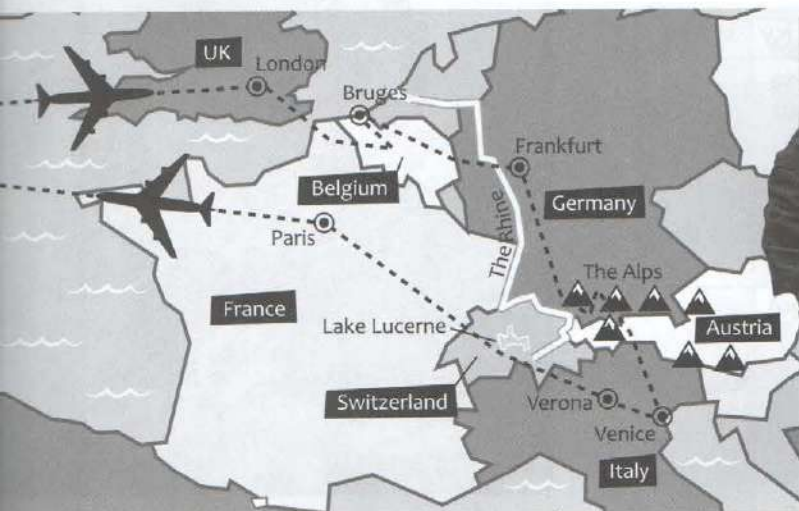 UK
London
Bruges
Frankfurt
Belgium
Germany
Paris
The Rhine
The Alps
France
Lake Lucerne
Austria
Switzerland
Verona
Venice
Italy